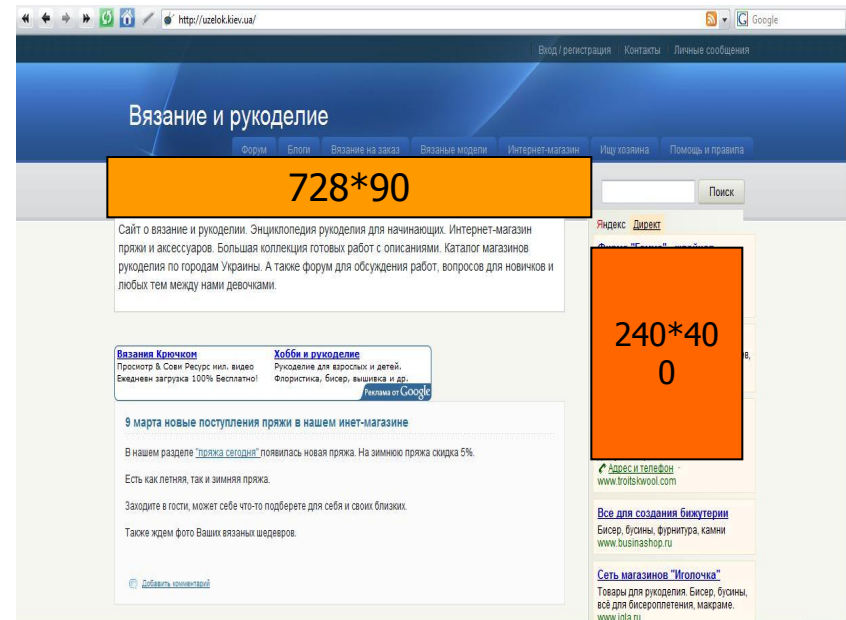 http://uzelok.kiev.ua/
Google
Вход / регистрация Контакты Личные сообщения
Вязание и рукоделие
Форум Блоги Вязание на заказ Вязаные модели Интернет-магазин Ищу хозяина Помощь и правила
728*90
Поиск
Сайт о вязание и рукоделии. Энциклопедия рукоделия для начинающих. Интернет-магазин
пряжи и аксессуаров. Большая коллекция готовых работ с описаниями. Каталог магазинов
рукоделия по городам Украины. А также форум для обсуждения работ, вопросов для новичков и
любых тем между нами девочками.
Яндекс Директ
240*40
0
Адрес и телефон
www.troitskwool.com
Вязания Крючком
Просмотр & Сови Ресурс нил. видео
Ежедневн загрузка 100% Бесплатно!
Хобби и рукоделие
Рукоделие для взрослых и детей.
Флористика, бисер, вышивка и др.
Реклама от Google
9 марта новые поступления пряжи в нашем инет-магазине
В нашем разделе "пряжа сегодня" появилась новая пряжа. На зимнюю пряжа скидка 5%.
Есть как летняя, так и зимняя пряжа.
Заходите в гости, может себе что-то подберете для себя и своих близких.
Также ждем фото Ваших вязаных шедевров.
Добавить комментарий
Все для создания бижутерии
Бисер, бусины, фурнитура, камни
www.businashop.ru
Сеть магазинов "Иголочка"
Товары для рукоделия. Бисер, бусины,
всё для бисероплетения, макраме.
www.igla.ru